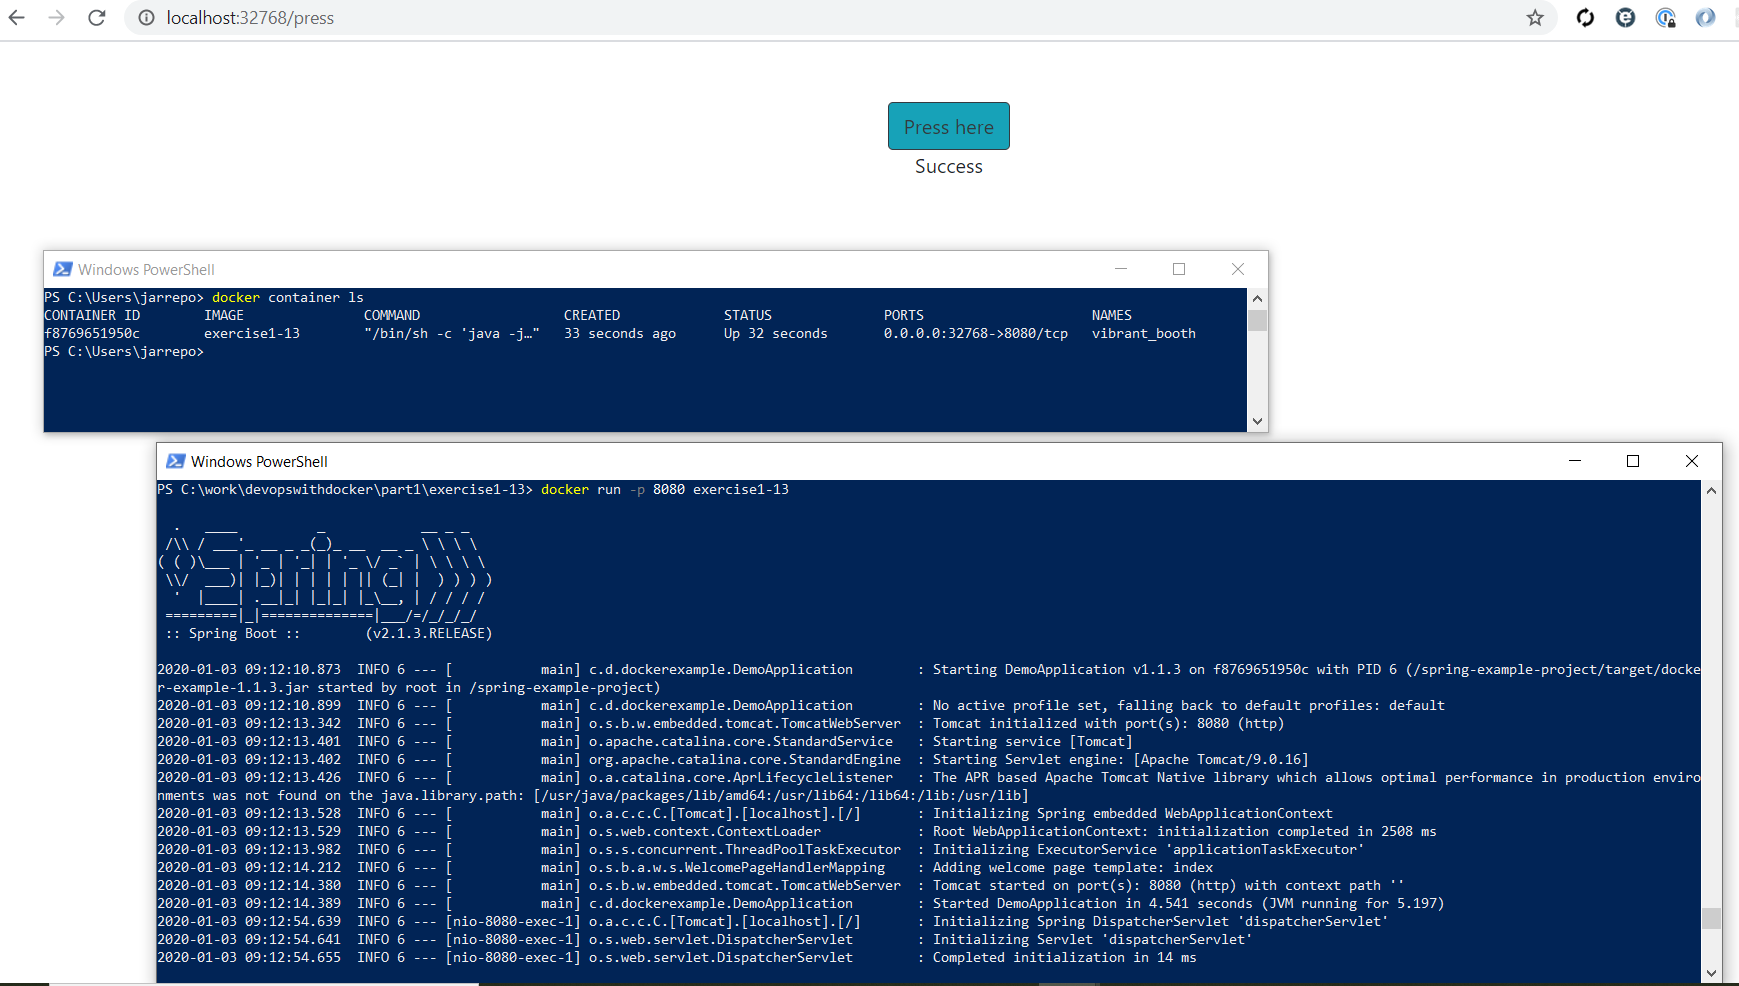 localhost:32768/press
Press here
Success
Windows PowerShell
PS C:\Users\jarrepo> docker container ls
CONTAINER ID        IMAGE               COMMAND                  CREATED             STATUS              PORTS                     NAMES
f8769651950c        exercise1-13        "/bin/sh -c 'java -j…"   33 seconds ago      Up 32 seconds       0.0.0.0:32768->8080/tcp   vibrant_booth
PS C:\Users\jarrepo>
Windows PowerShell
PS C:\work\devopswithdocker\part1\exercise1-13> docker run -p 8080 exercise1-13
  .   ____          _            __ _ _
 /\\ / ___'_ __ _ _(_)_ __  __ _ \ \ \ \
( ( )\___ | '_ | '_| | '_ \/ _` | \ \ \ \
 \\/  ___)| |_)| | | | | || (_| |  ) ) ) )
  '  |____| .__|_| |_|_| |_\__, | / / / /
 =========|_|==============|___/=/_/_/_/
 :: Spring Boot ::        (v2.1.3.RELEASE)
2020-01-03 09:12:10.873  INFO 6 --- [           main] c.d.dockerexample.DemoApplication        : Starting DemoApplication v1.1.3 on f8769651950c with PID 6 (/spring-example-project/target/docke
r-example-1.1.3.jar started by root in /spring-example-project)
2020-01-03 09:12:10.899  INFO 6 --- [           main] c.d.dockerexample.DemoApplication        : No active profile set, falling back to default profiles: default
2020-01-03 09:12:13.342  INFO 6 --- [           main] o.s.b.w.embedded.tomcat.TomcatWebServer  : Tomcat initialized with port(s): 8080 (http)
2020-01-03 09:12:13.401  INFO 6 --- [           main] o.apache.catalina.core.StandardService   : Starting service [Tomcat]
2020-01-03 09:12:13.402  INFO 6 --- [           main] org.apache.catalina.core.StandardEngine  : Starting Servlet engine: [Apache Tomcat/9.0.16]
2020-01-03 09:12:13.426  INFO 6 --- [           main] o.a.catalina.core.AprLifecycleListener   : The APR based Apache Tomcat Native library which allows optimal performance in production enviro
nments was not found on the java.library.path: [/usr/java/packages/lib/amd64:/usr/lib64:/lib64:/lib:/usr/lib]
2020-01-03 09:12:13.528  INFO 6 --- [           main] o.a.c.c.C.[Tomcat].[localhost].[/]       : Initializing Spring embedded WebApplicationContext
2020-01-03 09:12:13.529  INFO 6 --- [           main] o.s.web.context.ContextLoader            : Root WebApplicationContext: initialization completed in 2508 ms
2020-01-03 09:12:13.982  INFO 6 --- [           main] o.s.s.concurrent.ThreadPoolTaskExecutor  : Initializing ExecutorService 'applicationTaskExecutor'
2020-01-03 09:12:14.212  INFO 6 --- [           main] o.s.b.a.w.s.WelcomePageHandlerMapping    : Adding welcome page template: index
2020-01-03 09:12:14.380  INFO 6 --- [           main] o.s.b.w.embedded.tomcat.TomcatWebServer  : Tomcat started on port(s): 8080 (http) with context path ''
2020-01-03 09:12:14.389  INFO 6 --- [           main] c.d.dockerexample.DemoApplication        : Started DemoApplication in 4.541 seconds (JVM running for 5.197)
2020-01-03 09:12:54.639  INFO 6 --- [nio-8080-exec-1] o.a.c.c.C.[Tomcat].[localhost].[/]       : Initializing Spring DispatcherServlet 'dispatcherServlet'
2020-01-03 09:12:54.641  INFO 6 --- [nio-8080-exec-1] o.s.web.servlet.DispatcherServlet        : Initializing Servlet 'dispatcherServlet'
2020-01-03 09:12:54.655  INFO 6 --- [nio-8080-exec-1] o.s.web.servlet.DispatcherServlet        : Completed initialization in 14 ms